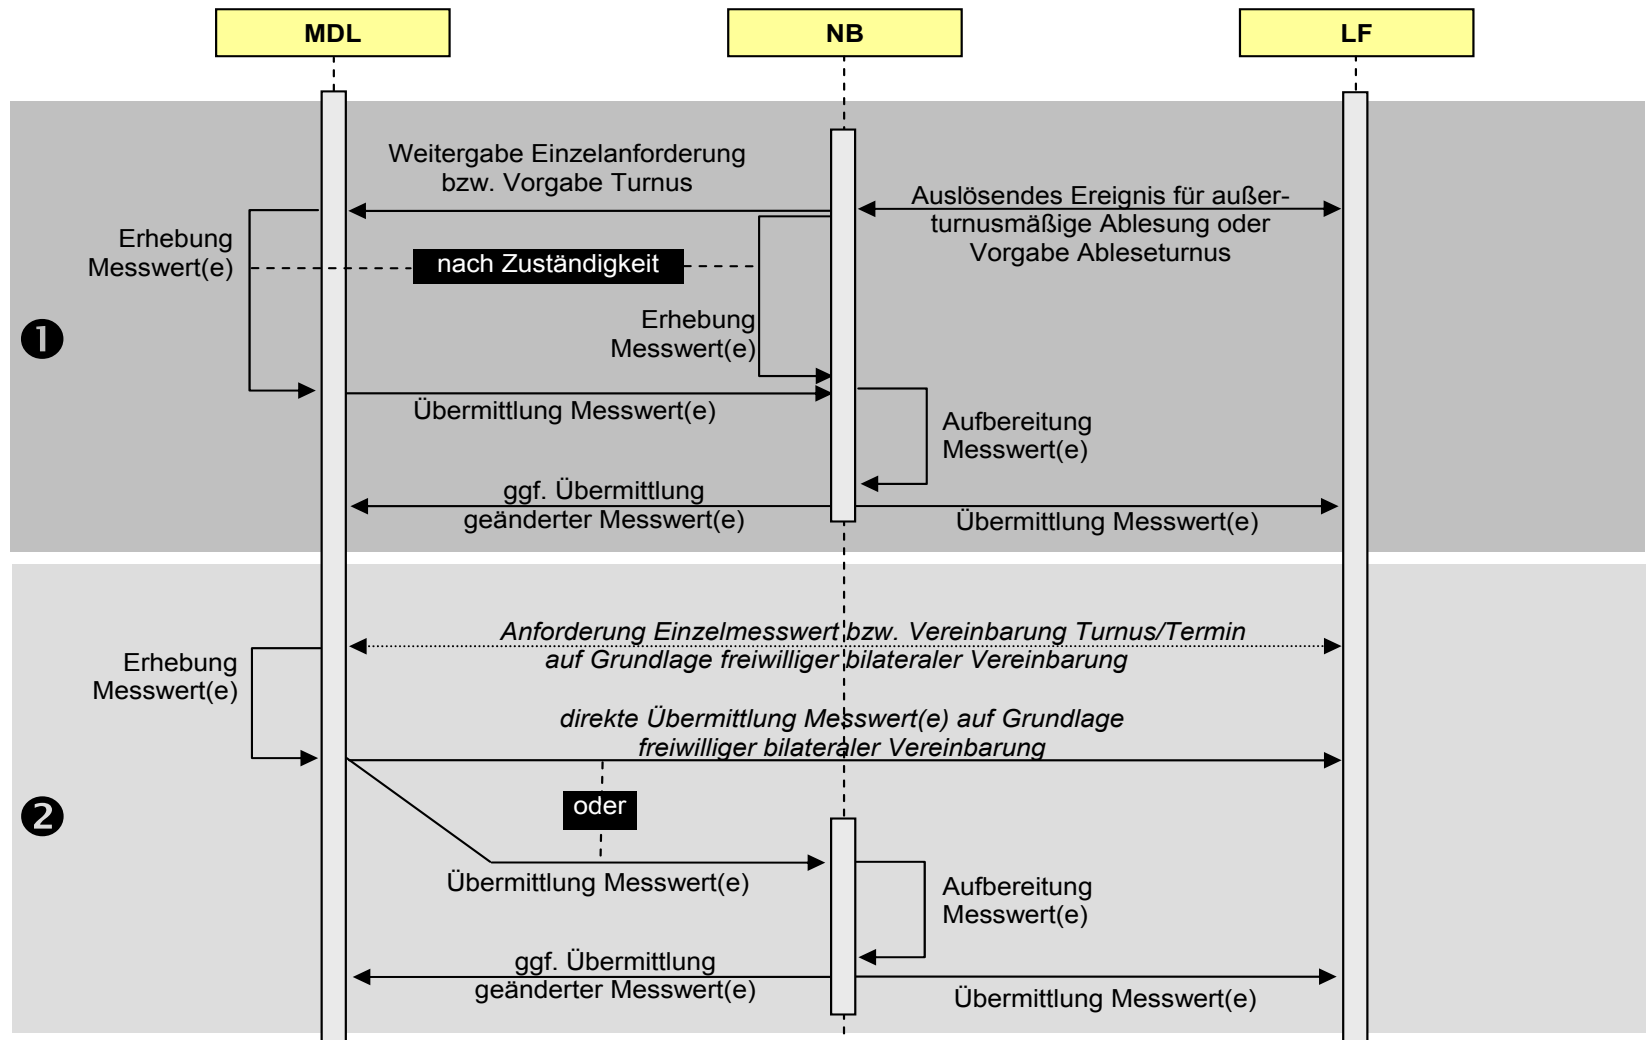 MDL
NB
LF
Weitergabe Einzelanforderung
bzw. Vorgabe Turnus
Auslösendes Ereignis für außer-
turnusmäßige Ablesung oder
Vorgabe Ableseturnus
Erhebung
Messwert(e)
nach Zuständigkeit
Erhebung
Messwert(e)
❶
Übermittlung Messwert(e)
Aufbereitung
Messwert(e)
ggf. Übermittlung
geänderter Messwert(e)
Übermittlung Messwert(e)
Anforderung Einzelmesswert bzw. Vereinbarung Turnus/Termin
auf Grundlage freiwilliger bilateraler Vereinbarung
Erhebung
Messwert(e)
direkte Übermittlung Messwert(e) auf Grundlage
freiwilliger bilateraler Vereinbarung
❷
oder
Übermittlung Messwert(e)
Aufbereitung
Messwert(e)
ggf. Übermittlung
geänderter Messwert(e)
Übermittlung Messwert(e)